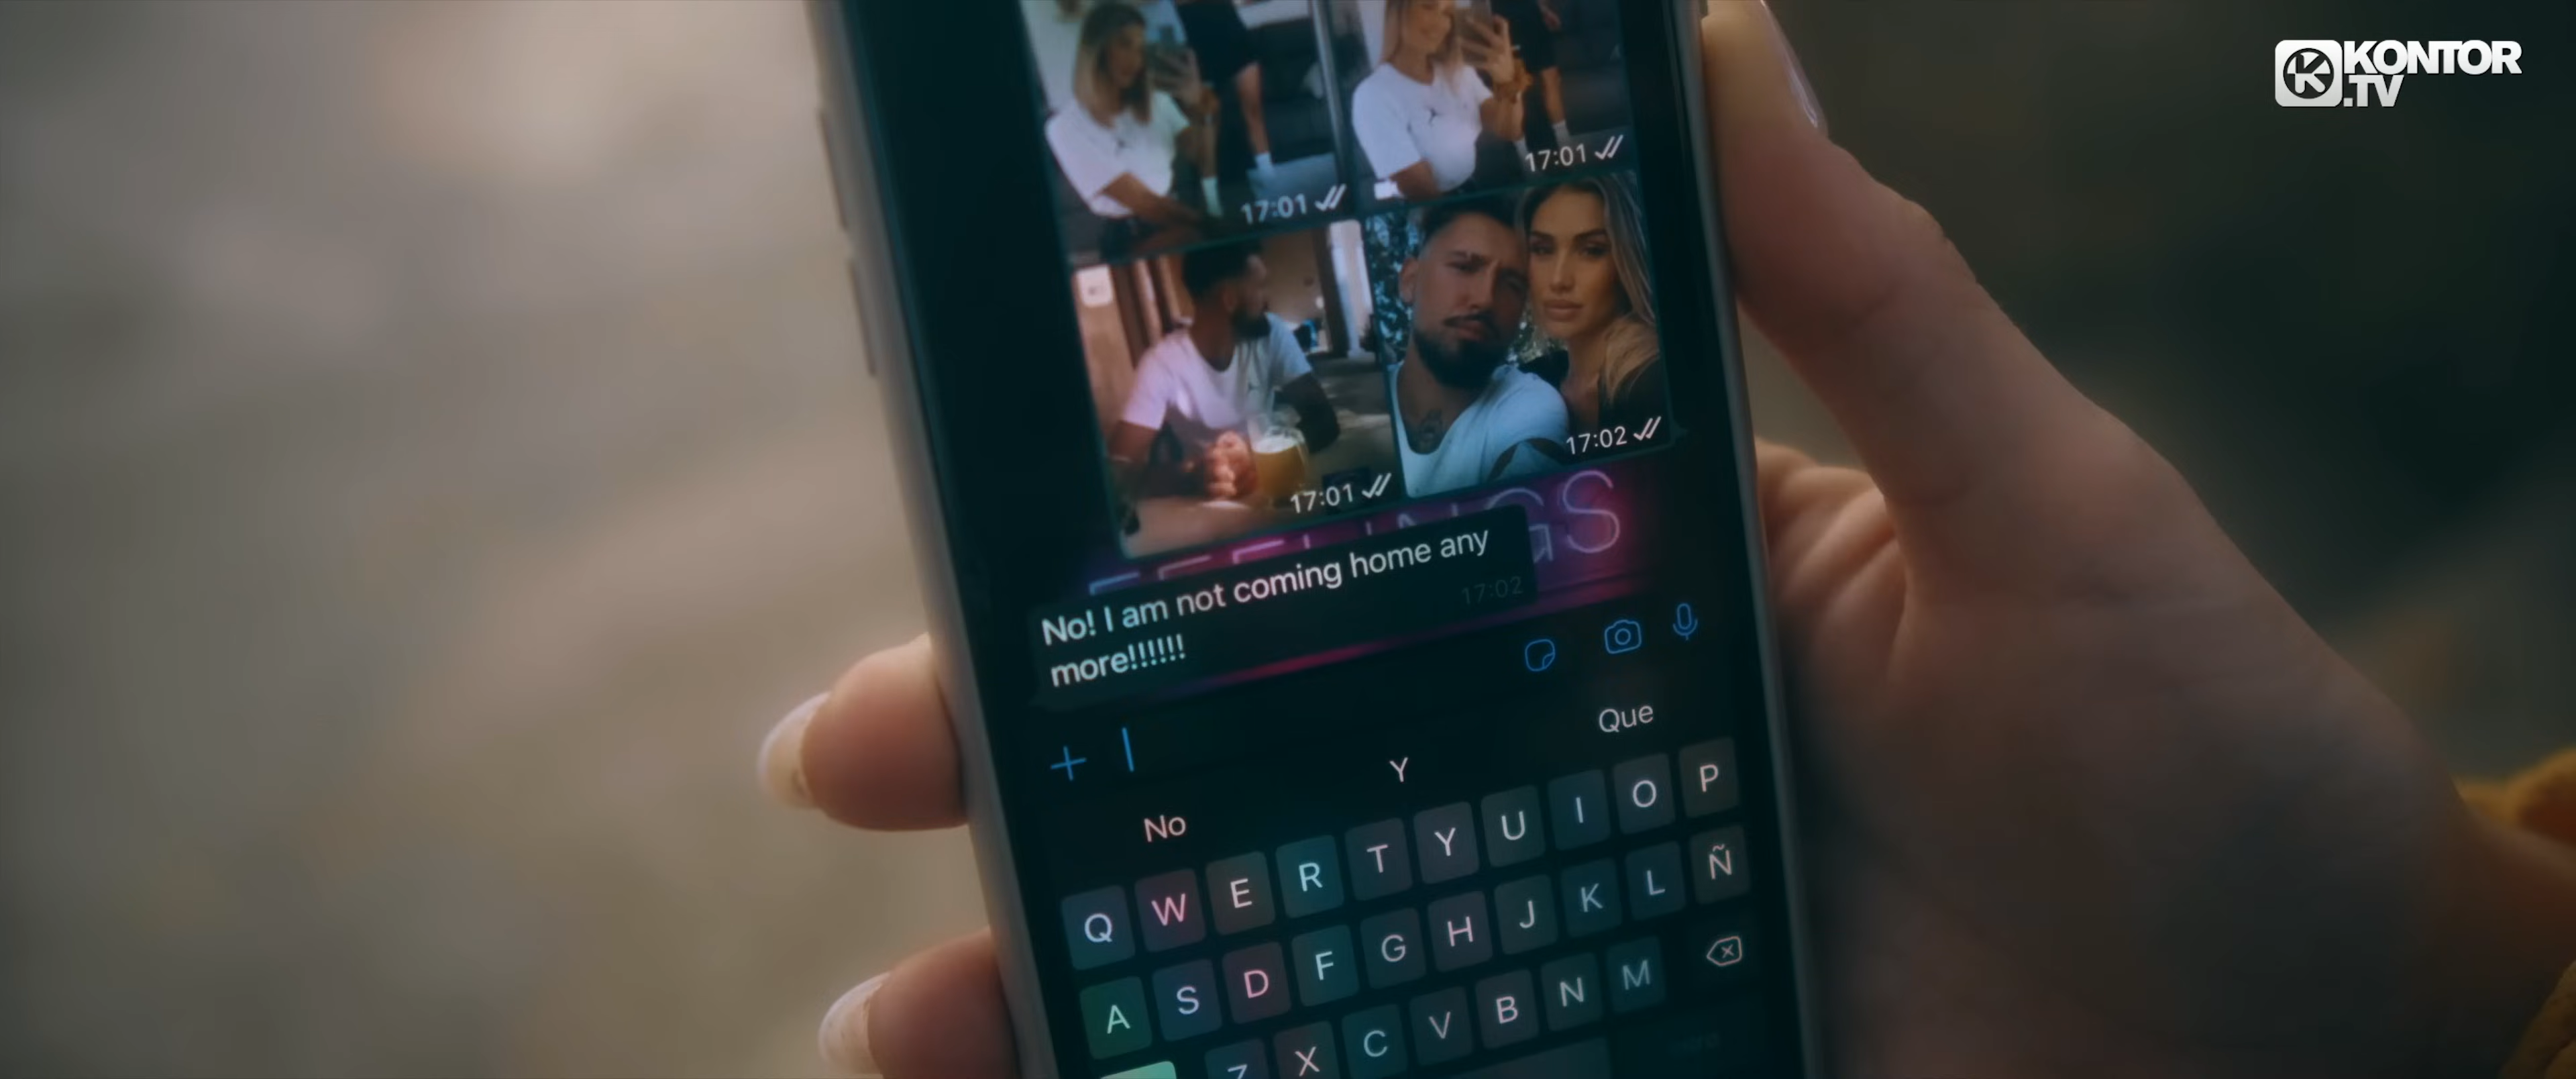 KONTOR
.TV
17:01
17:01
17:01
17:02
GS
No! I am not coming home any
more!!!!!!
17:02
No Y Que
Q W E R T Y U I O P
A S D F G H J K L Ñ
Z X C V B N M